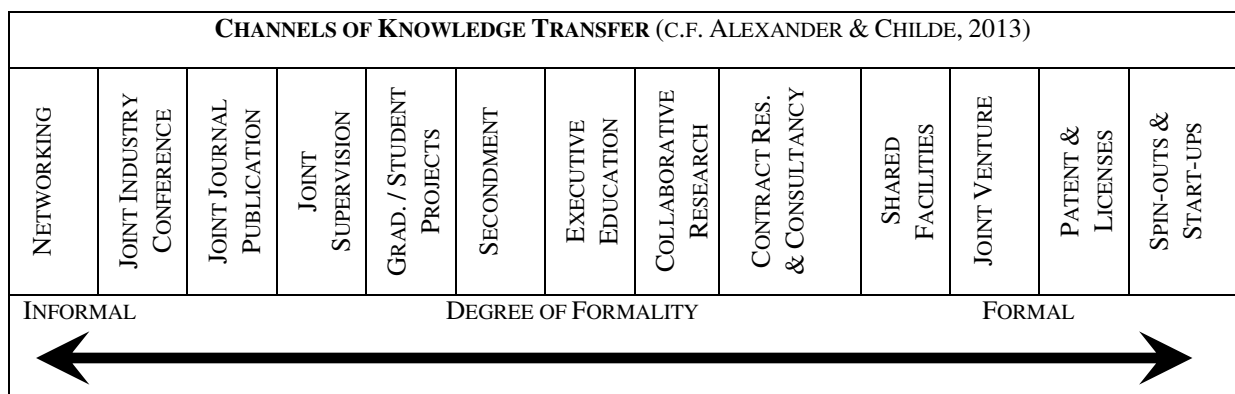 CHANNELS OF KNOWLEDGE TRANSFER (C.F. ALEXANDER & CHILDE, 2013)
NETWORKING
JOINT INDUSTRY
CONFERENCE
JOINT JOURNAL
PUBLICATION
JOINT
SUPERVISION
GRAD. / STUDENT
PROJECTS
SECONDMENT
EXECUTIVE
EDUCATION
COLLABORATIVE
RESEARCH
CONTRACT RES.
& CONSULTANCY
SHARED
FACILITIES
JOINT VENTURE
PATENT &
LICENSES
SPIN-OUTS &
START-UPS
INFORMAL DEGREE OF FORMALITY FORMAL